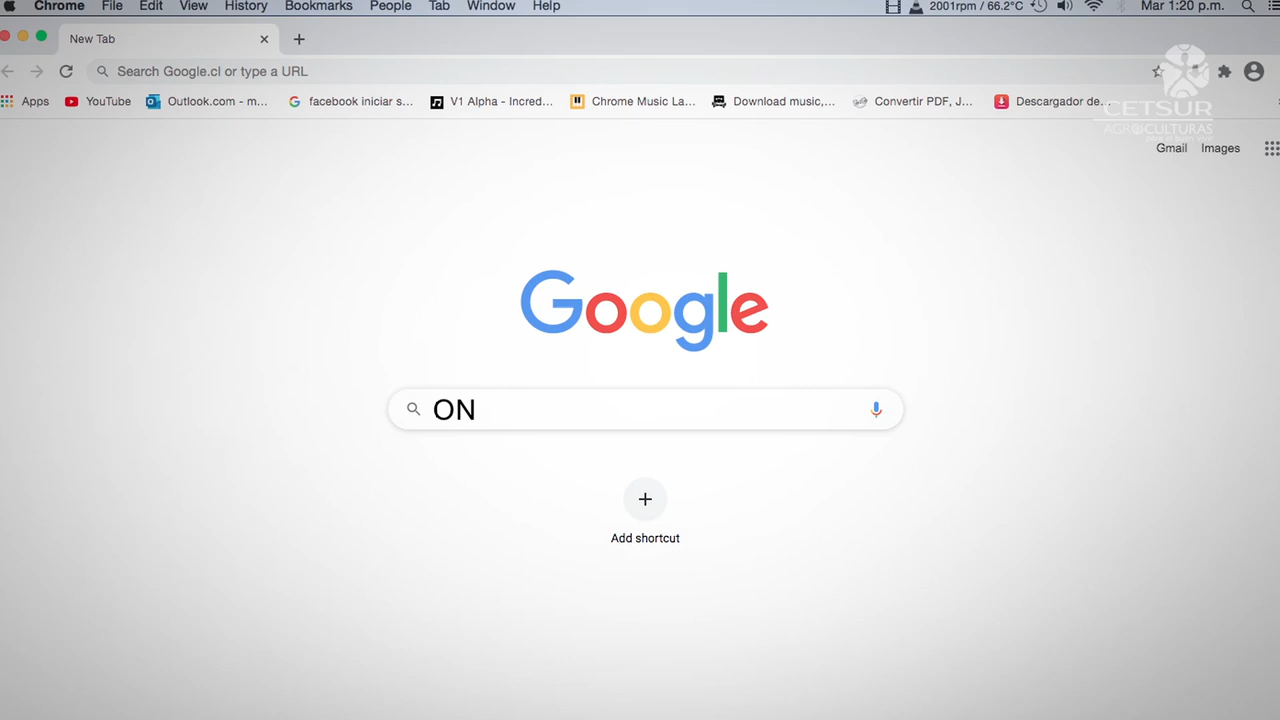 Chrome File Edit View History Bookmarks People Tab Window Help 2001rpm / 66.2°C Mar 1:20 p.m.
New Tab
Search Google.cl or type a URL
Apps YouTube Outlook.com - m... facebook iniciar s... V1 Alpha - Incred... Chrome Music La... Download music,... Convertir PDF, J... Descargador de...
CETSUR
AGROCULTURAS
Gmail Images
Google
ON
Add shortcut